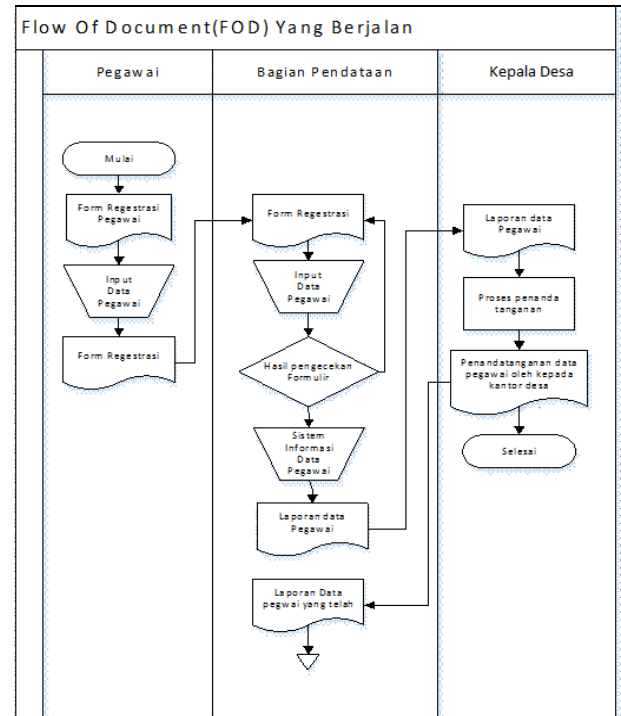 Flow Of Document(FOD) Yang Berjalan
Pegawai
Bagian Pendataan
Kepala Desa
Mulai
Form Regestrasi
Pegawai
Input
Data
Pegawai
Form Regestrasi
Form Regestrasi
Input
Data
Pegawai
Hasil pengecekan
Formulir
Sistem
Informasi
Data
Pegawai
Laporan data
Pegawai
Laporan Data
pegwai yang telah
Laporan data
Pegawai
Proses penanda
tanganan
Penandatanganan data
pegawai oleh kepada
kantor desa
Selesai